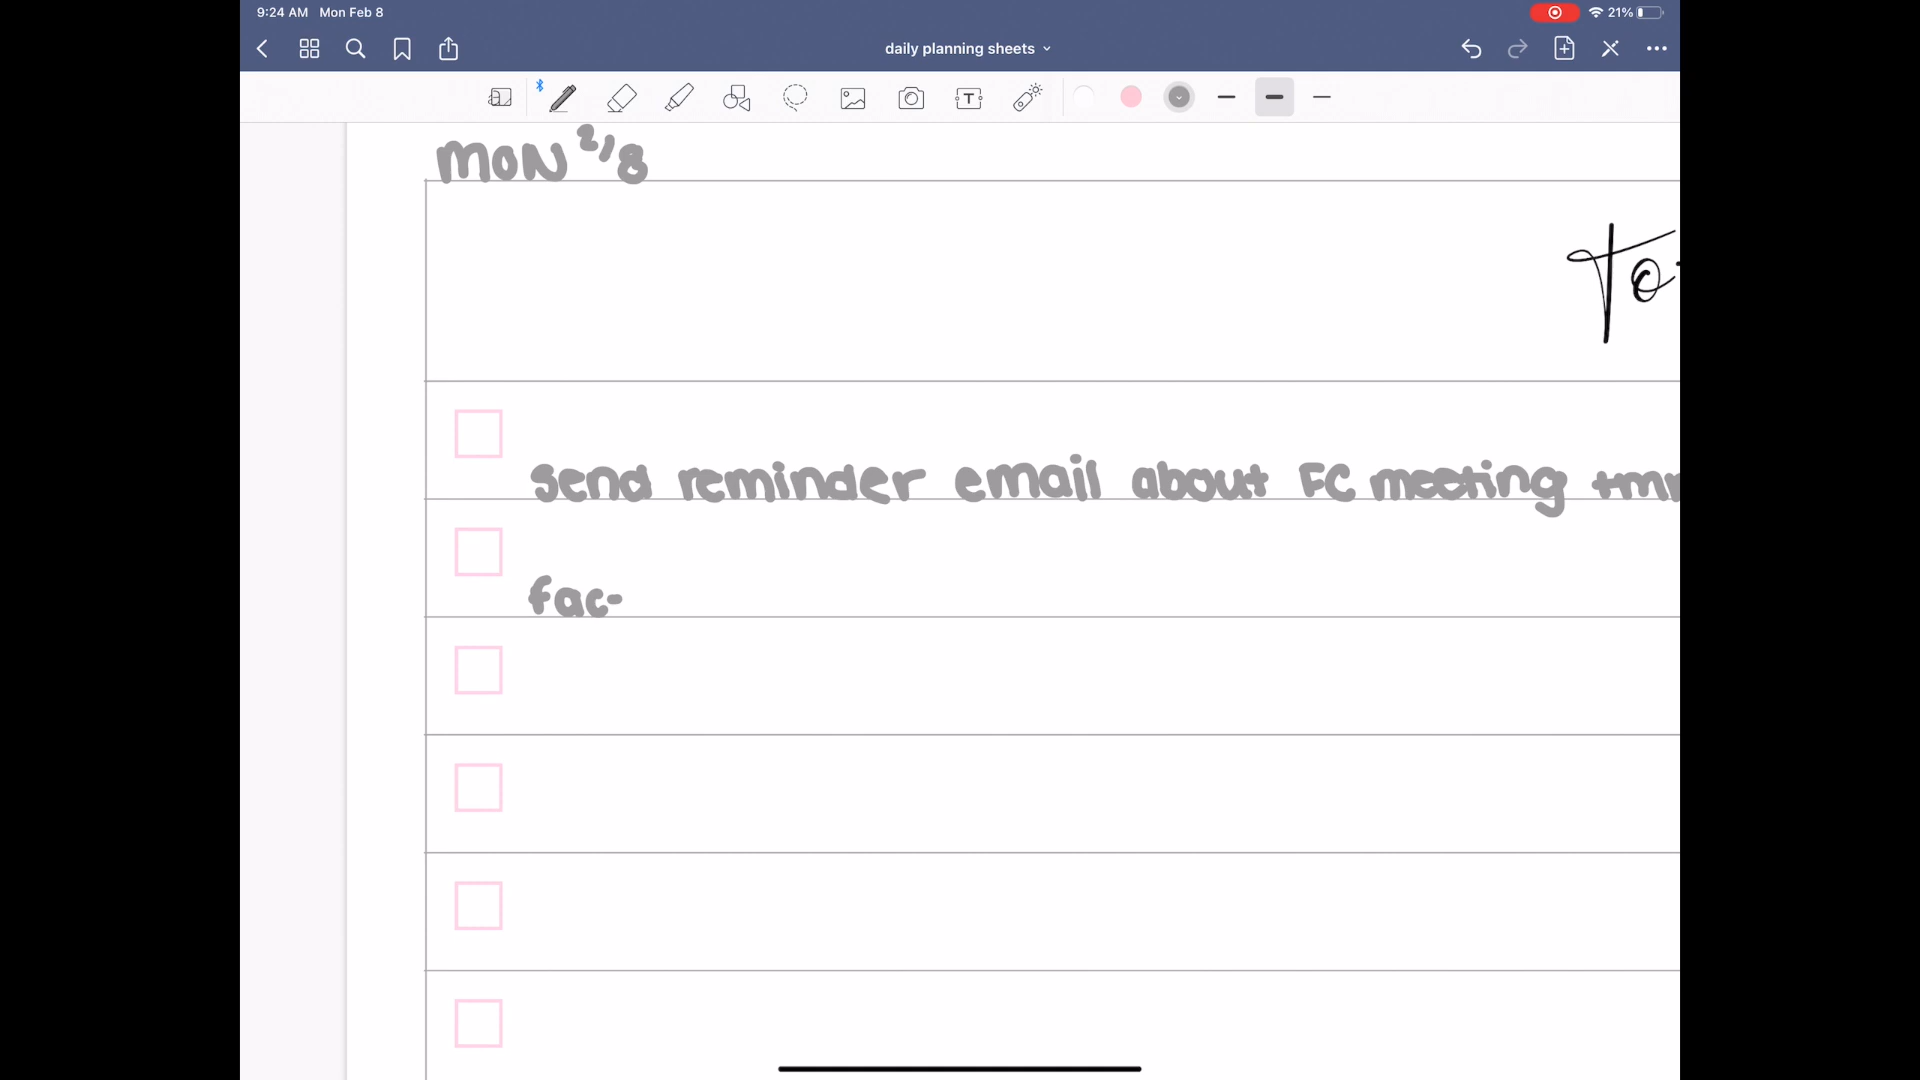 9:24 AM Mon Feb 8
21%
daily planning sheets
T
MON 2/8
To
send reminder email about FC meeting tmr
fac